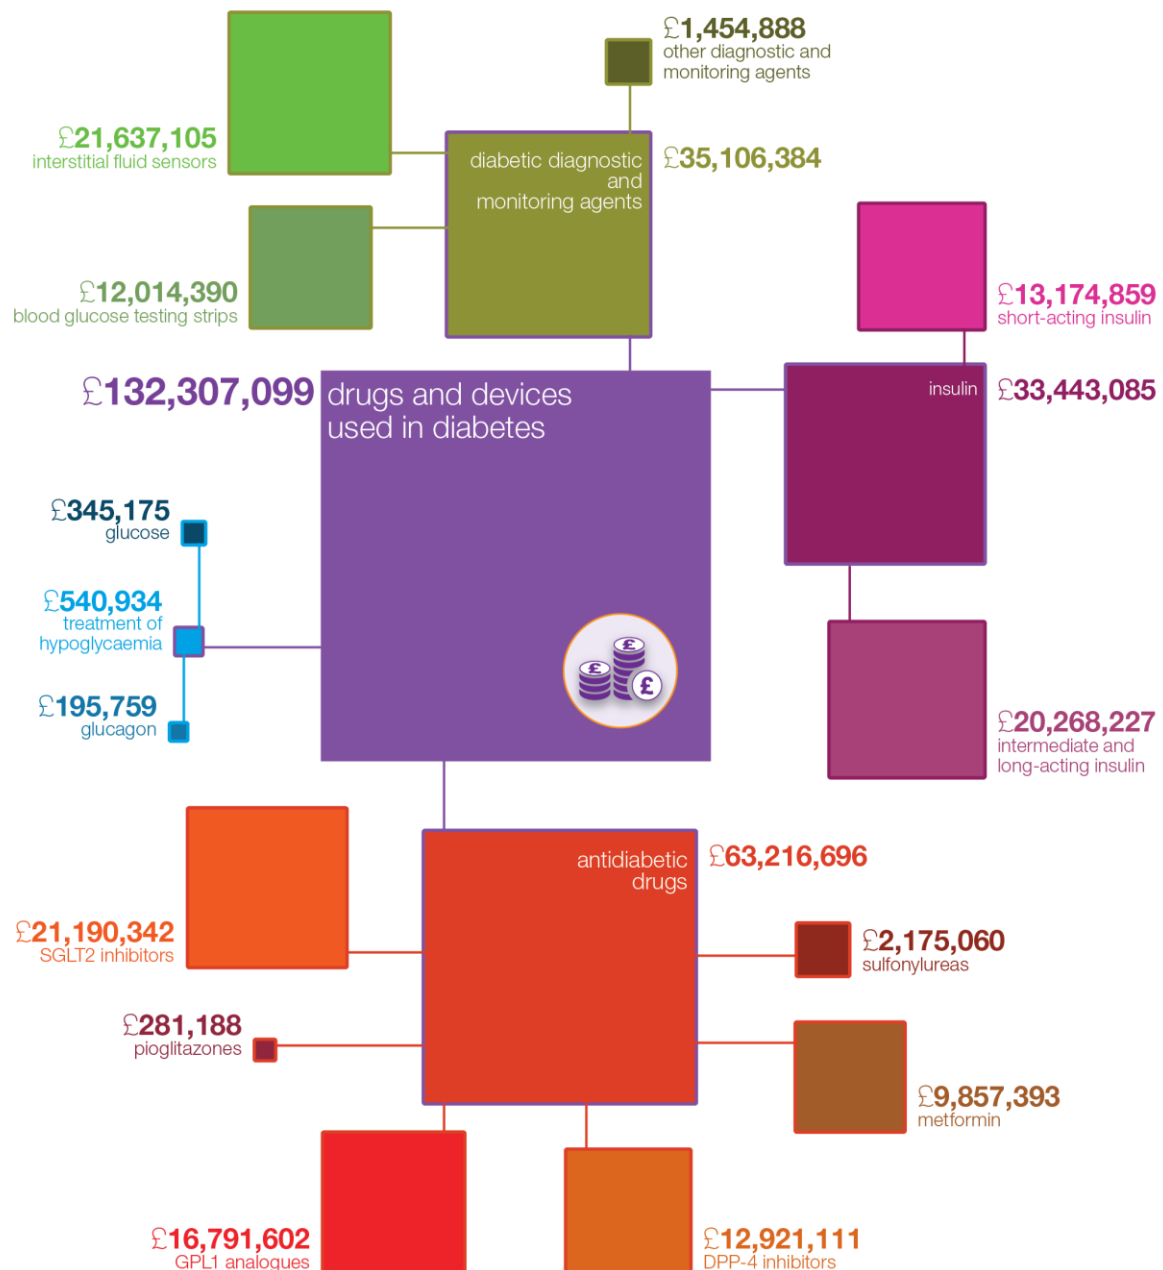 £1,454,888
other diagnostic and
monitoring agents
£21,637,105
interstitial fluid sensors
diabetic diagnostic
and
monitoring agents
£35,106,384
£12,014,390
blood glucose testing strips
£13,174,859
short-acting insulin
£132,307,099
drugs and devices
used in diabetes
insulin
£33,443,085
£345,175
glucose
£540,934
treatment of
hypoglycaemia
£195,759
glucagon
£
£
£
£20,268,227
intermediate and
long-acting insulin
antidiabetic
drugs
£63,216,696
£21,190,342
SGLT2 inhibitors
£2,175,060
sulfonylureas
£281,188
pioglitazones
£9,857,393
metformin
£16,791,602
GPL1 analogues
£12,921,111
DPP-4 inhibitors